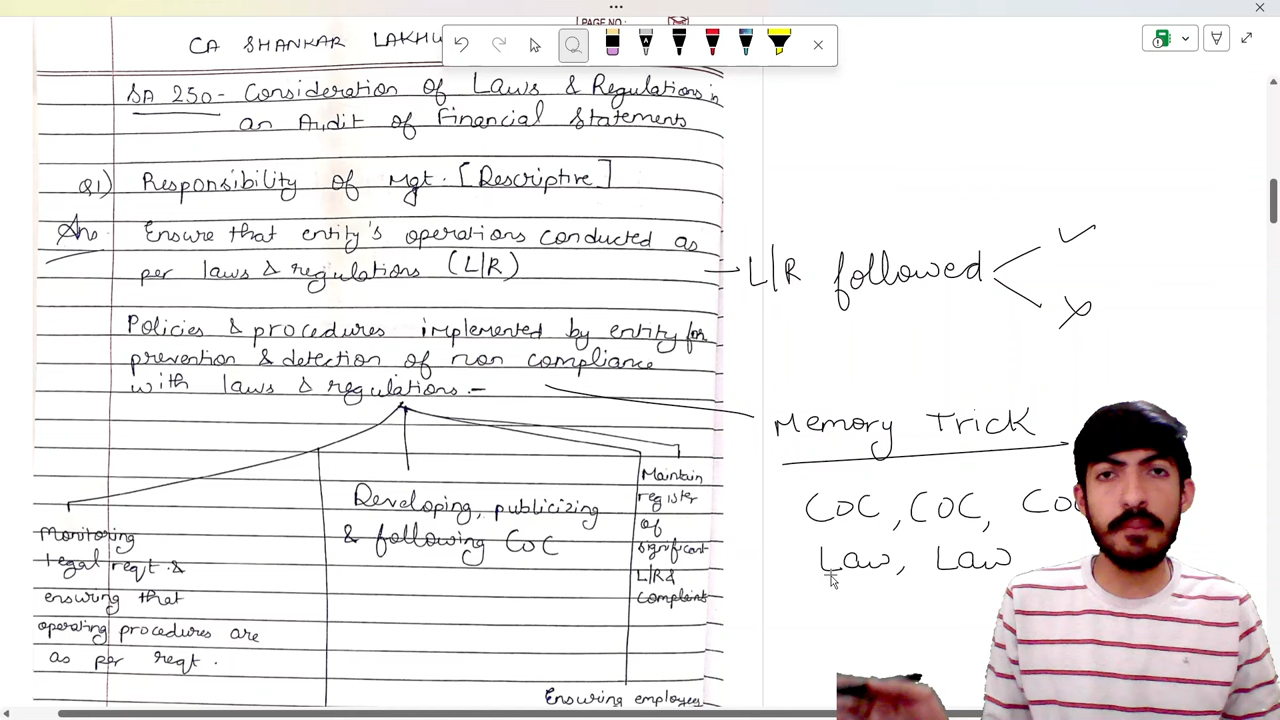 PAGE NO :
CA SHANKAR LAKHU
SA 250- Consideration of Laws & Regulations in
an Audit of Financial Statements
Q1) Responsibility of Mgt. [Descriptive]
Ans Ensure that entity's operations conducted as
per laws & regulations (L/R)
Policies & procedures implemented by entity for
prevention & detection of non compliance
with laws & regulations. -
Monitoring
legal reqt. &
ensuring that
operating procedures are
as per reqt.
Developing, publicizing
& following CoC
Maintain
register
of
significant
L/R &
complaint
Ensuring employees
L/R followed
Memory Trick
COC, COC, Co
Law, Law